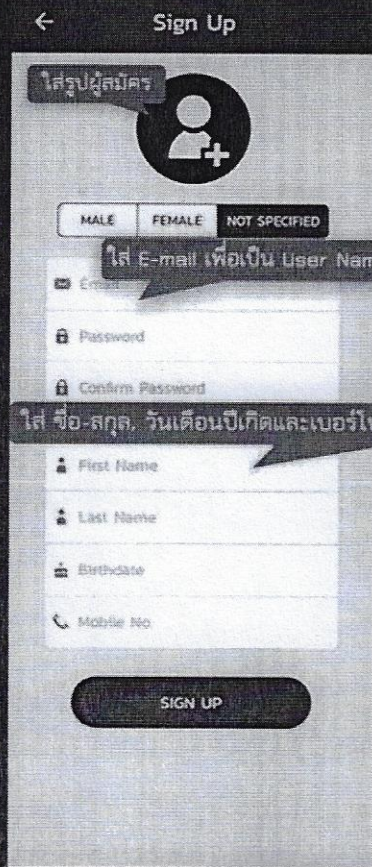 Sign Up
ใส่รูปผู้สมัคร
MALE FEMALE NOT SPECIFIED
ใส่ E-mail เพื่อเป็น User Nam
Email
Password
Confirm Password
ใส่ ชื่อ-สกุล, วันเดือนปีเกิดและเบอร์โท
First Name
Last Name
Birthdate
Mobile No
SIGN UP